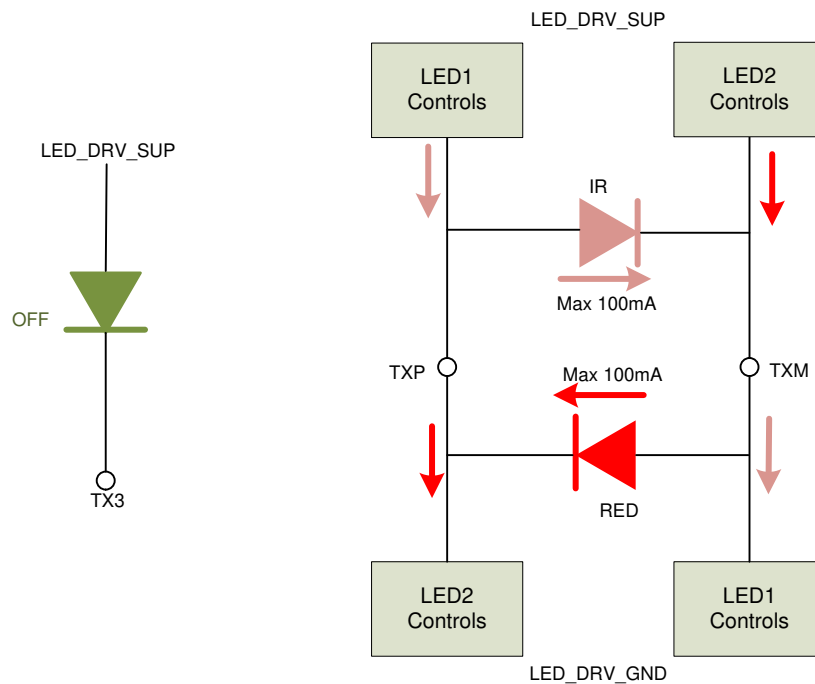 LED_DRV_SUP
LED1
Controls
LED2
Controls
LED_DRV_SUP
IR
OFF
Max 100mA
TXP
Max 100mA
TXM
TX3
RED
LED2
Controls
LED1
Controls
LED_DRV_GND